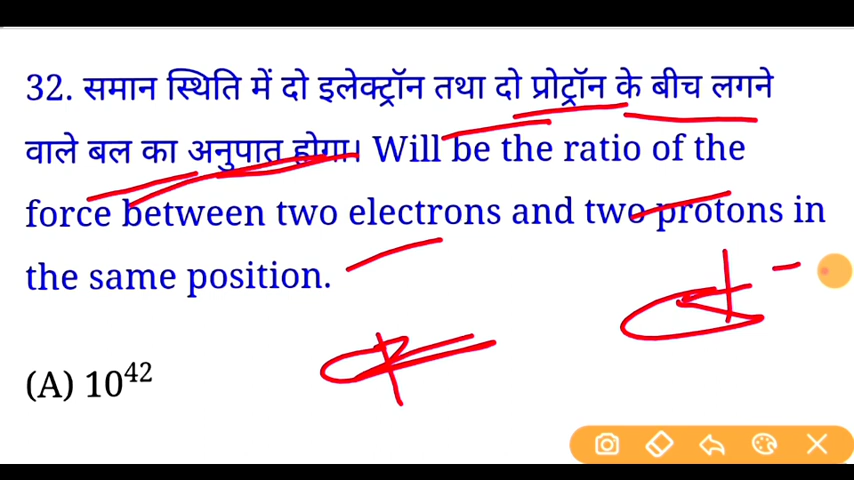 32. समान स्थिति में दो इलेक्ट्रॉन तथा दो प्रोट्रॉन के बीच लगने
वाले बल का अनुपात होगा। Will be the ratio of the
force between two electrons and two protons in
the same position.
(A) 10⁴²